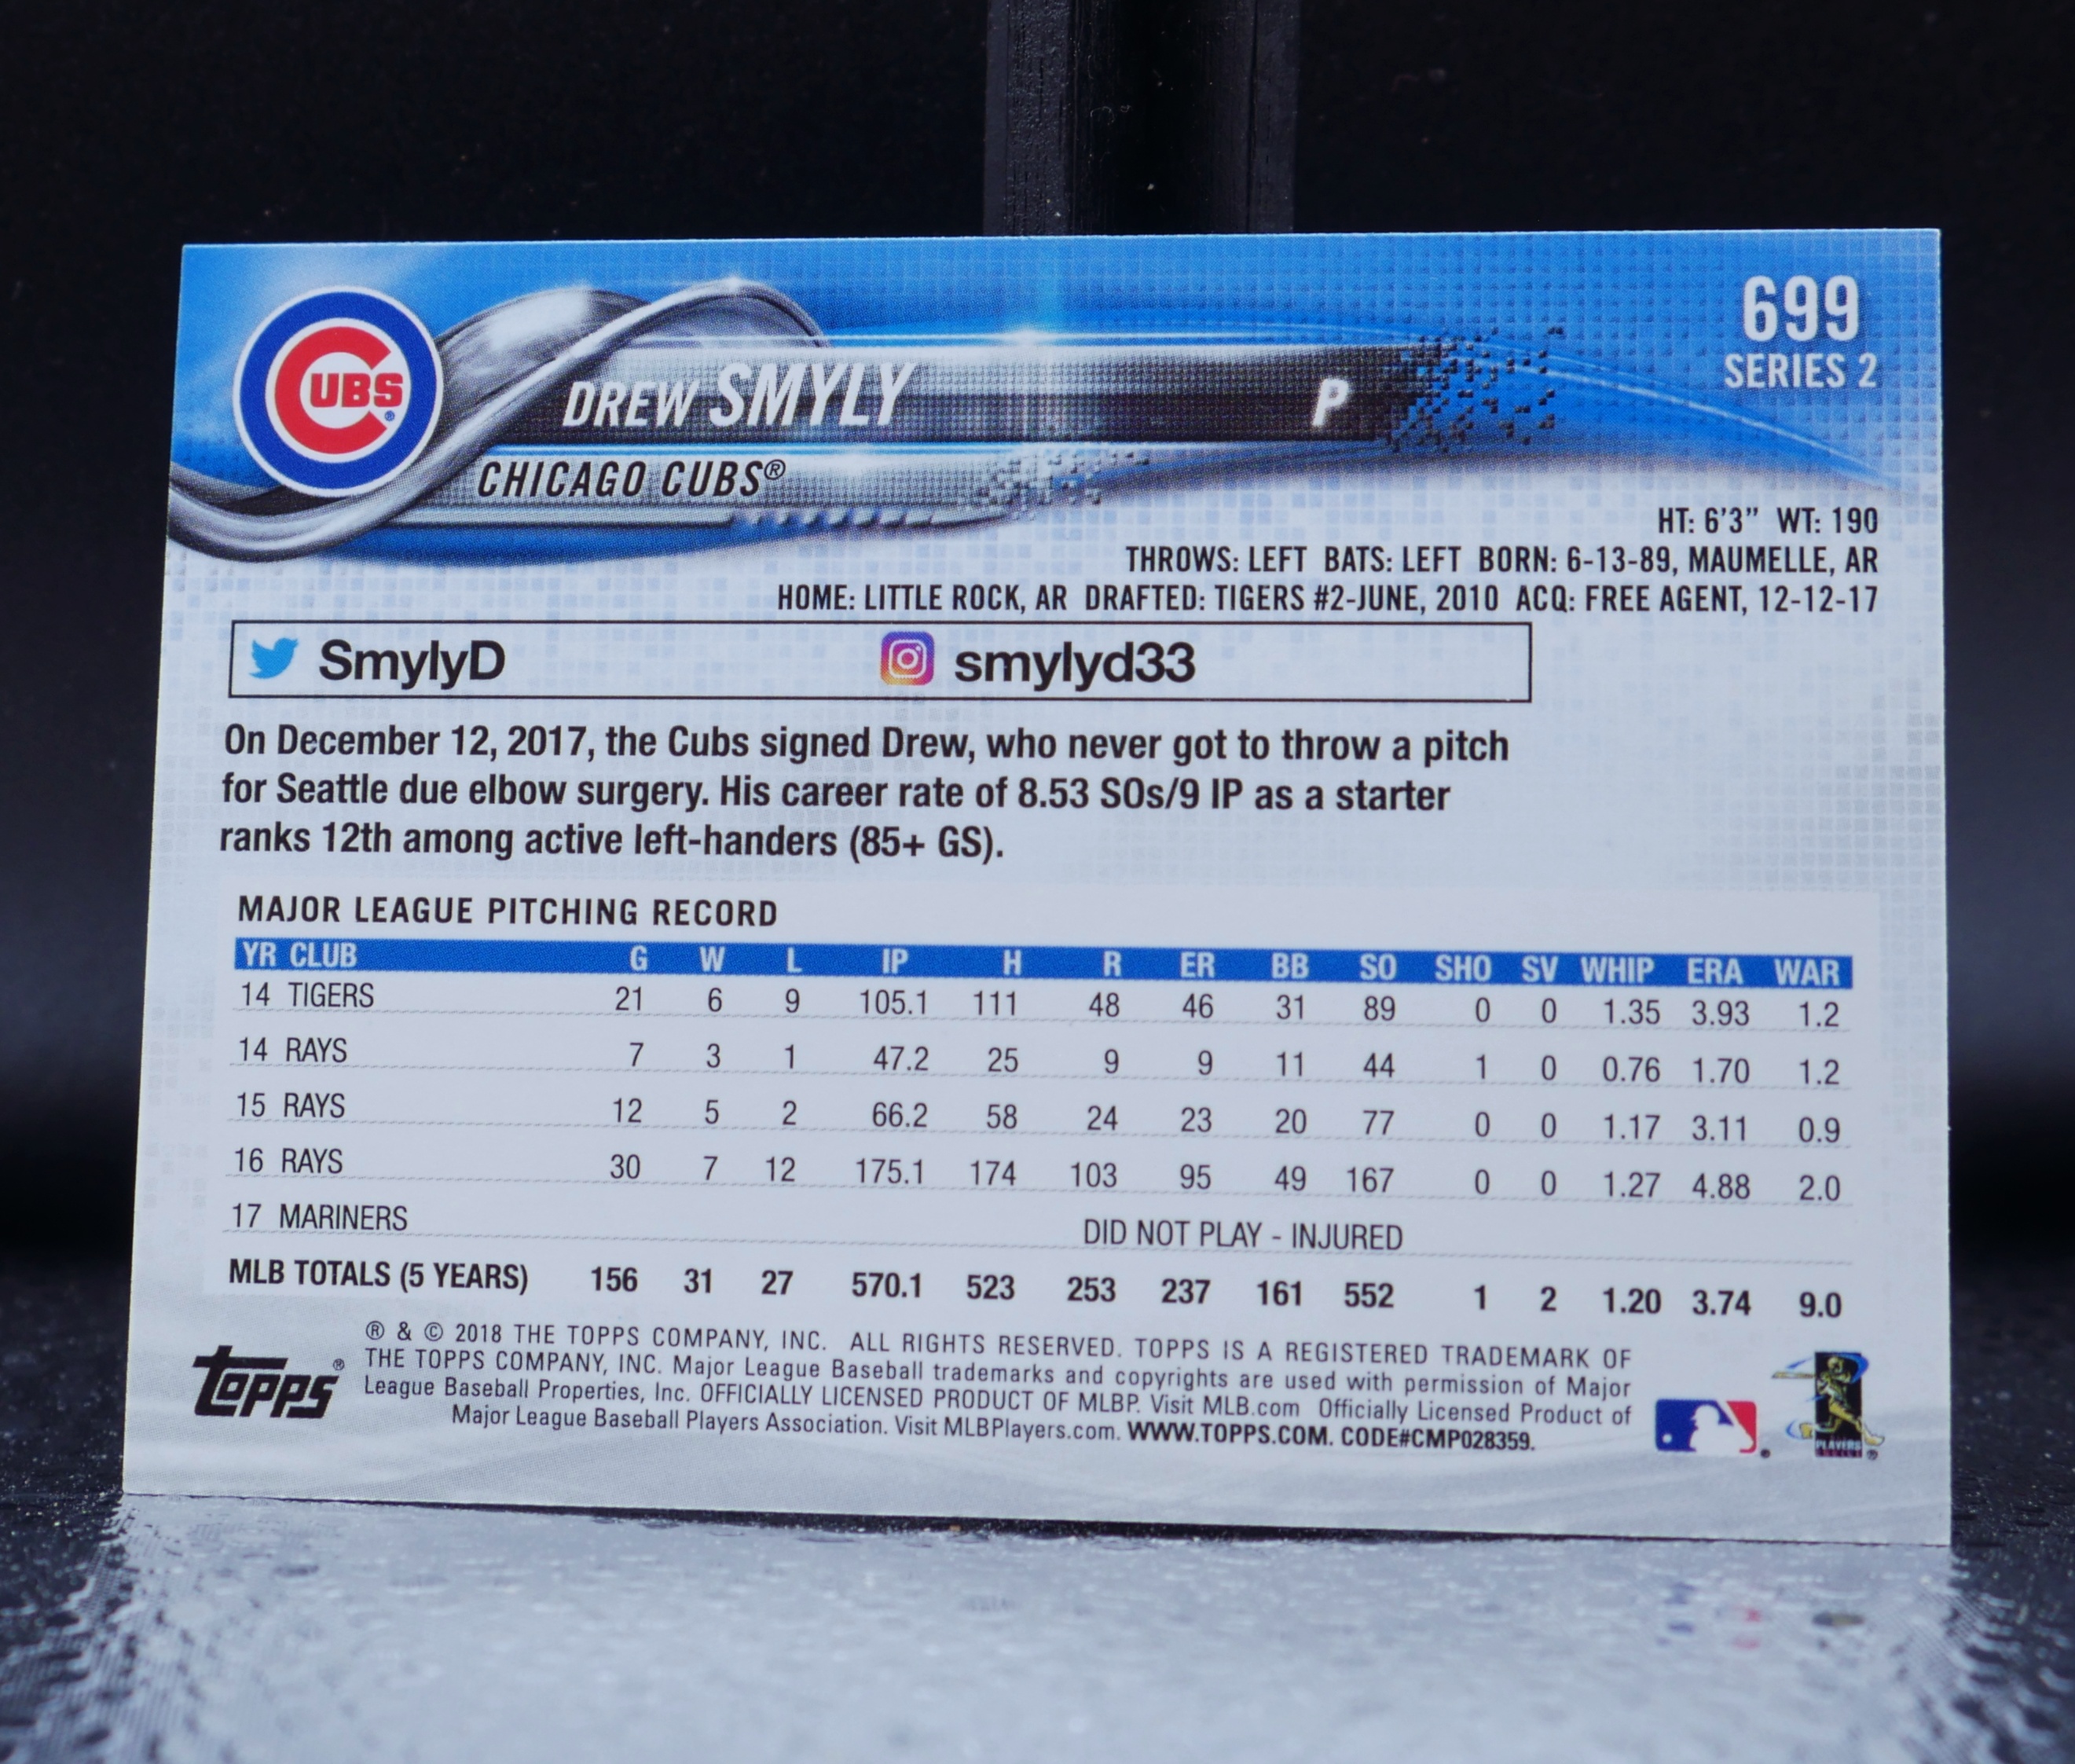 CUBS®
699
SERIES 2
DREW SMYLY P
CHICAGO CUBS®
HT: 6'3" WT: 190
THROWS: LEFT BATS: LEFT BORN: 6-13-89, MAUMELLE, AR
HOME: LITTLE ROCK, AR DRAFTED: TIGERS #2-JUNE, 2010 ACQ: FREE AGENT, 12-12-17
SmylyD smylyd33
On December 12, 2017, the Cubs signed Drew, who never got to throw a pitch
for Seattle due elbow surgery. His career rate of 8.53 SOs/9 IP as a starter
ranks 12th among active left-handers (85+ GS).
MAJOR LEAGUE PITCHING RECORD
YR CLUB G W L IP H R ER BB SO SHO SV WHIP ERA WAR
14 TIGERS 21 6 9 105.1 111 48 46 31 89 0 0 1.35 3.93 1.2
14 RAYS 7 3 1 47.2 25 9 9 11 44 1 0 0.76 1.70 1.2
15 RAYS 12 5 2 66.2 58 24 23 20 77 0 0 1.17 3.11 0.9
16 RAYS 30 7 12 175.1 174 103 95 49 167 0 0 1.27 4.88 2.0
17 MARINERS DID NOT PLAY - INJURED
MLB TOTALS (5 YEARS) 156 31 27 570.1 523 253 237 161 552 1 2 1.20 3.74 9.0
® & © 2018 THE TOPPS COMPANY, INC. ALL RIGHTS RESERVED. TOPPS IS A REGISTERED TRADEMARK OF
THE TOPPS COMPANY, INC. Major League Baseball trademarks and copyrights are used with permission of Major
League Baseball Properties, Inc. OFFICIALLY LICENSED PRODUCT OF MLBP. Visit MLB.com Officially Licensed Product of
Major League Baseball Players Association. Visit MLBPlayers.com. WWW.TOPPS.COM. CODE#CMP028359.
Topps®
PLAYERS
CHOICE®